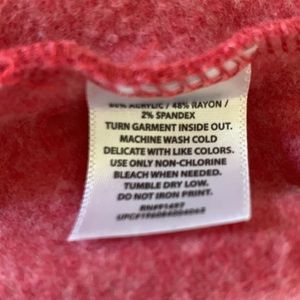 ACRYLIC / 48% RAYON /
2% SPANDEX
TURN GARMENT INSIDE OUT.
MACHINE WASH COLD
DELICATE WITH LIKE COLORS.
USE ONLY NON-CHLORINE
BLEACH WHEN NEEDED.
TUMBLE DRY LOW.
DO NOT IRON PRINT.